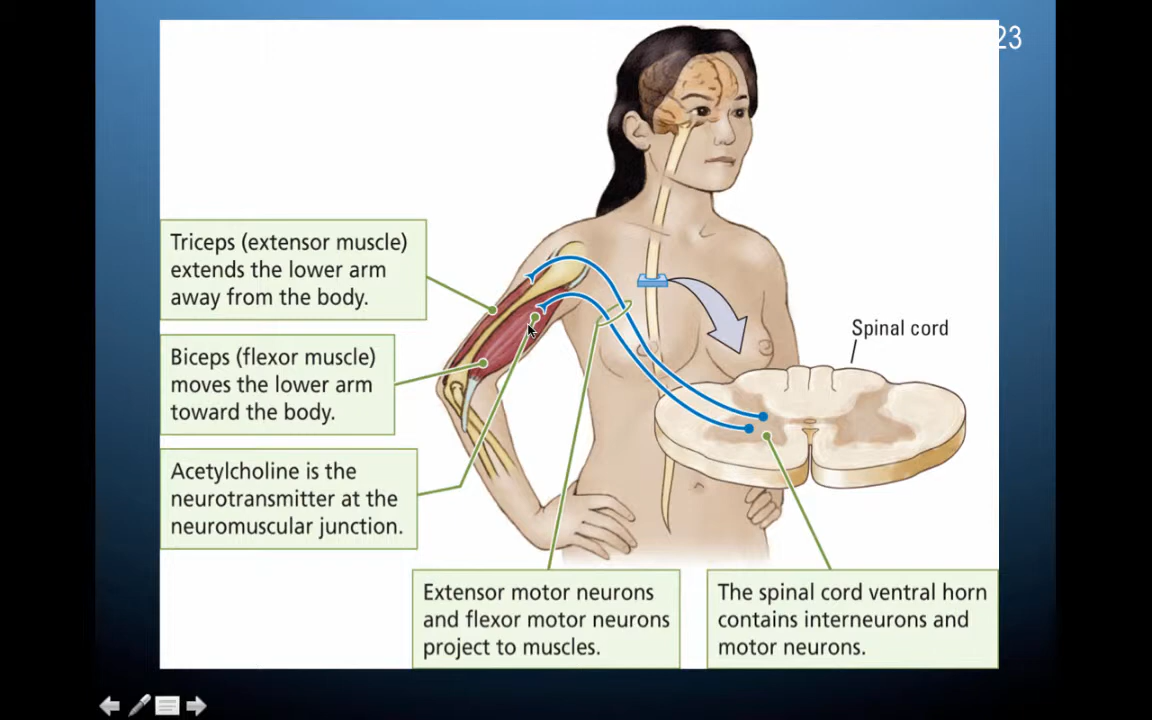 23
Triceps (extensor muscle)
extends the lower arm
away from the body.
Biceps (flexor muscle)
moves the lower arm
toward the body.
Acetylcholine is the
neurotransmitter at the
neuromuscular junction.
Spinal cord
Extensor motor neurons
and flexor motor neurons
project to muscles.
The spinal cord ventral horn
contains interneurons and
motor neurons.